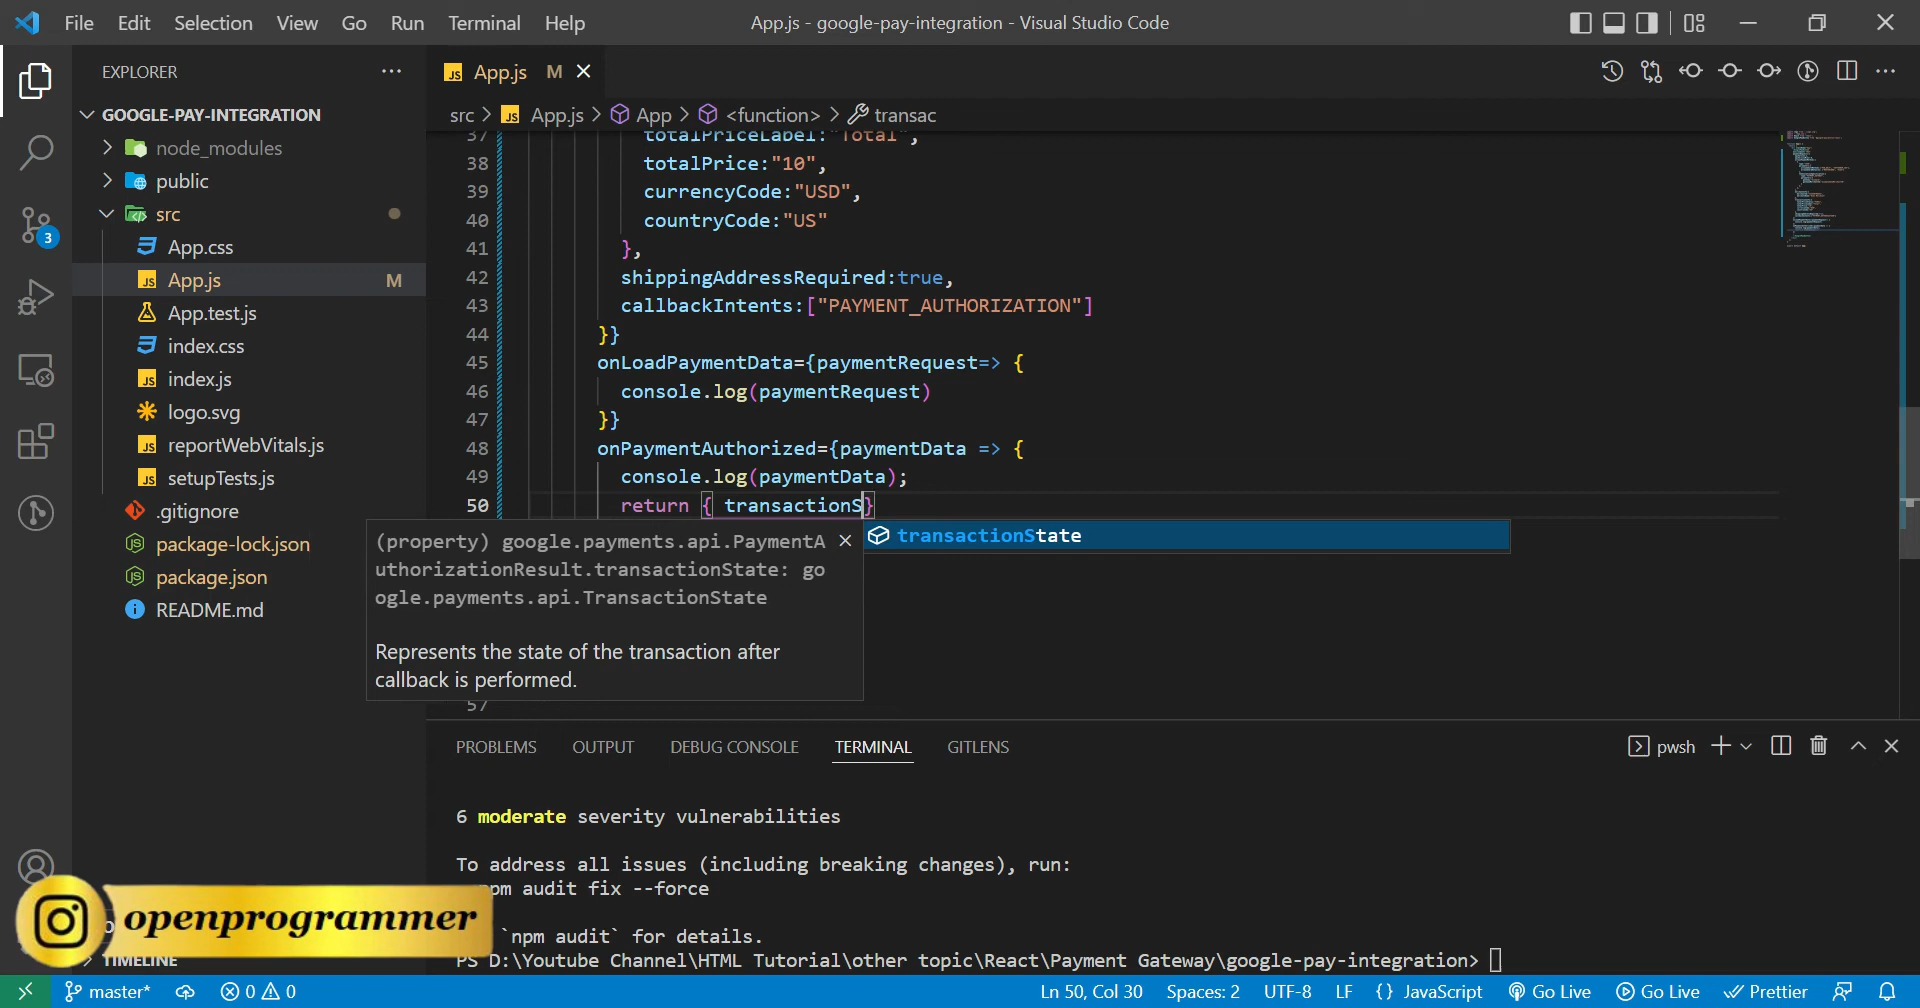 File Edit Selection View Go Run Terminal Help App.js - google-pay-integration - Visual Studio Code
EXPLORER
App.js M
GOOGLE-PAY-INTEGRATION
src > App.js > App > <function> > transac
node_modules
public
src
App.css
App.js M
App.test.js
index.css
index.js
logo.svg
reportWebVitals.js
setupTests.js
.gitignore
package-lock.json
package.json
README.md
3
37 totalPriceLabel:"Total",
38 totalPrice:"10",
39 currencyCode:"USD",
40 countryCode:"US"
41 },
42 shippingAddressRequired:true,
43 callbackIntents:["PAYMENT_AUTHORIZATION"]
44 }}
45 onLoadPaymentData={paymentRequest=> {
46 console.log(paymentRequest)
47 }}
48 onPaymentAuthorized={paymentData => {
49 console.log(paymentData);
50 return { transactionS}
transactionState
(property) google.payments.api.PaymentA
uthorizationResult.transactionState: go
ogle.payments.api.TransactionState
Represents the state of the transaction after
callback is performed.
57
PROBLEMS OUTPUT DEBUG CONSOLE TERMINAL GITLENS pwsh
6 moderate severity vulnerabilities
To address all issues (including breaking changes), run:
npm audit fix --force
`npm audit` for details.
PS D:\Youtube Channel\HTML Tutorial\other topic\React\Payment Gateway\google-pay-integration>
openprogrammer
TIMELINE
master* 0 0 Ln 50, Col 30 Spaces: 2 UTF-8 LF {} JavaScript Go Live Go Live Prettier